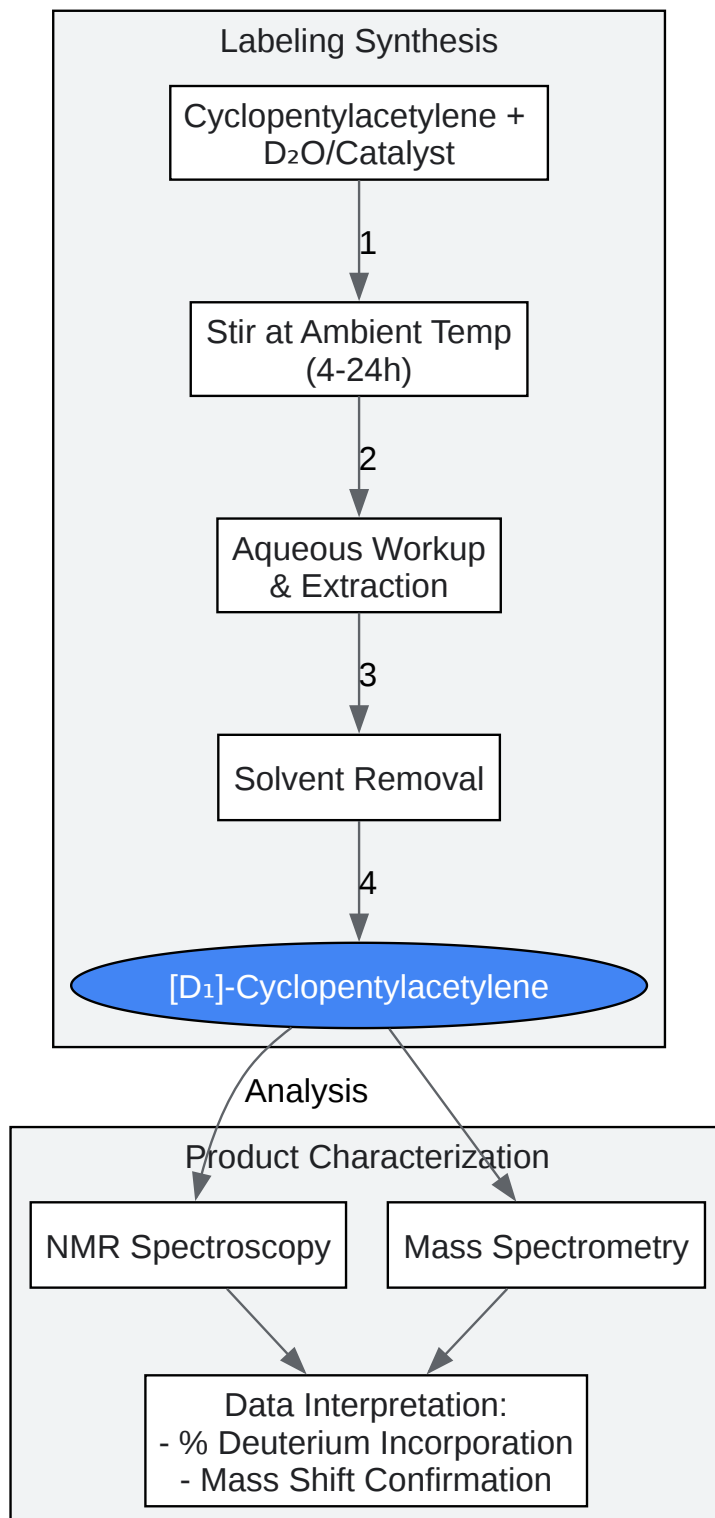 Labeling Synthesis
Cyclopentylacetylene +
D₂O/Catalyst
1
Stir at Ambient Temp
(4-24h)
2
Aqueous Workup
& Extraction
3
Solvent Removal
4
[D₁]-Cyclopentylacetylene
Analysis
Product Characterization
NMR Spectroscopy
Mass Spectrometry
Data Interpretation:
- % Deuterium Incorporation
- Mass Shift Confirmation